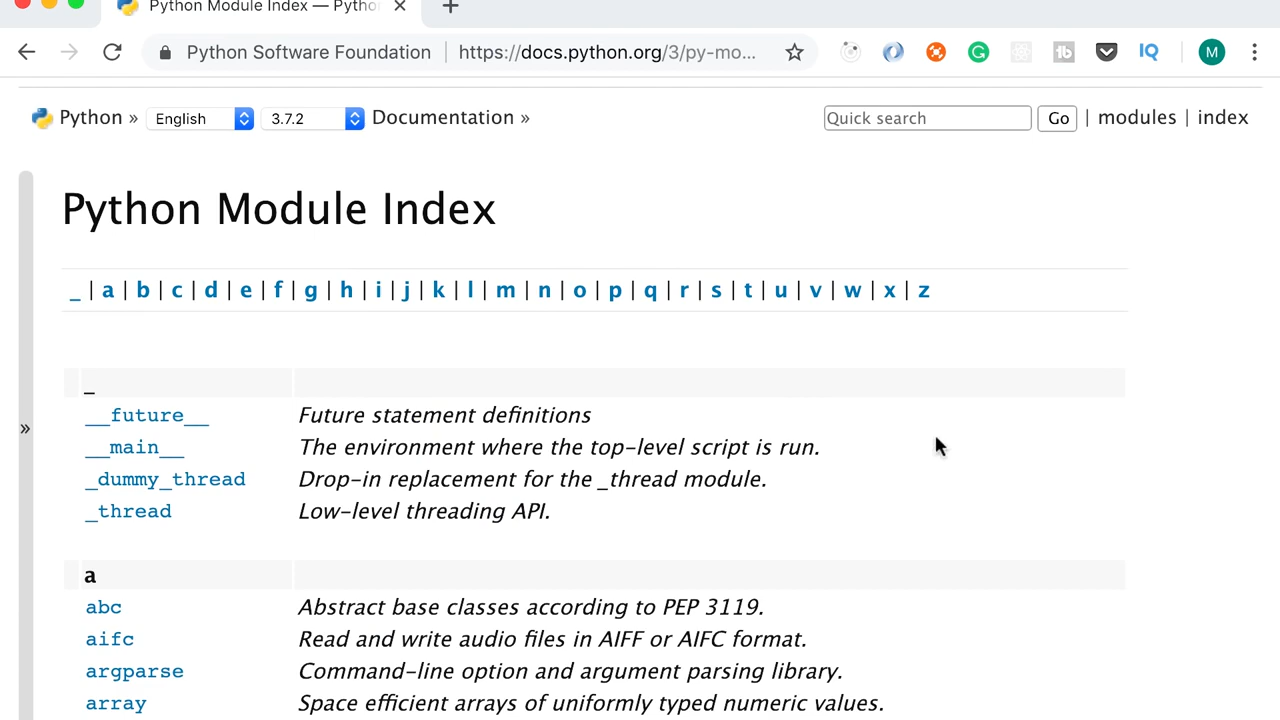 Python Module Index — Pytho
Python Software Foundation | https://docs.python.org/3/py-mo... IQ M
Python » English 3.7.2 Documentation » Quick search Go | modules | index
Python Module Index
_ | a | b | c | d | e | f | g | h | i | j | k | l | m | n | o | p | q | r | s | t | u | v | w | x | z
»
_
__future__ Future statement definitions
__main__ The environment where the top-level script is run.
_dummy_thread Drop-in replacement for the _thread module.
_thread Low-level threading API.
a
abc Abstract base classes according to PEP 3119.
aifc Read and write audio files in AIFF or AIFC format.
argparse Command-line option and argument parsing library.
array Space efficient arrays of uniformly typed numeric values.